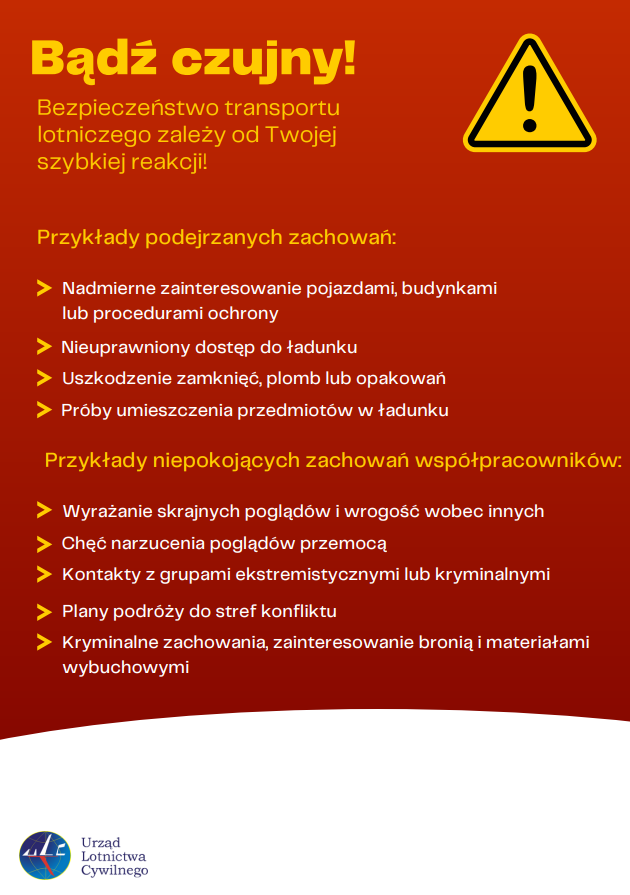 Bądź czujny!
Bezpieczeństwo transportu
lotniczego zależy od Twojej
szybkiej reakcji!
Przykłady podejrzanych zachowań:
Nadmierne zainteresowanie pojazdami, budynkami
lub procedurami ochrony
Nieuprawniony dostęp do ładunku
Uszkodzenie zamknięć, plomb lub opakowań
Próby umieszczenia przedmiotów w ładunku
Przykłady niepokojących zachowań współpracowników:
Wyrażanie skrajnych poglądów i wrogość wobec innych
Chęć narzucenia poglądów przemocą
Kontakty z grupami ekstremistycznymi lub kryminalnymi
Plany podróży do stref konfliktu
Kryminalne zachowania, zainteresowanie bronią i materiałami
wybuchowymi
ULC
Urząd
Lotnictwa
Cywilnego